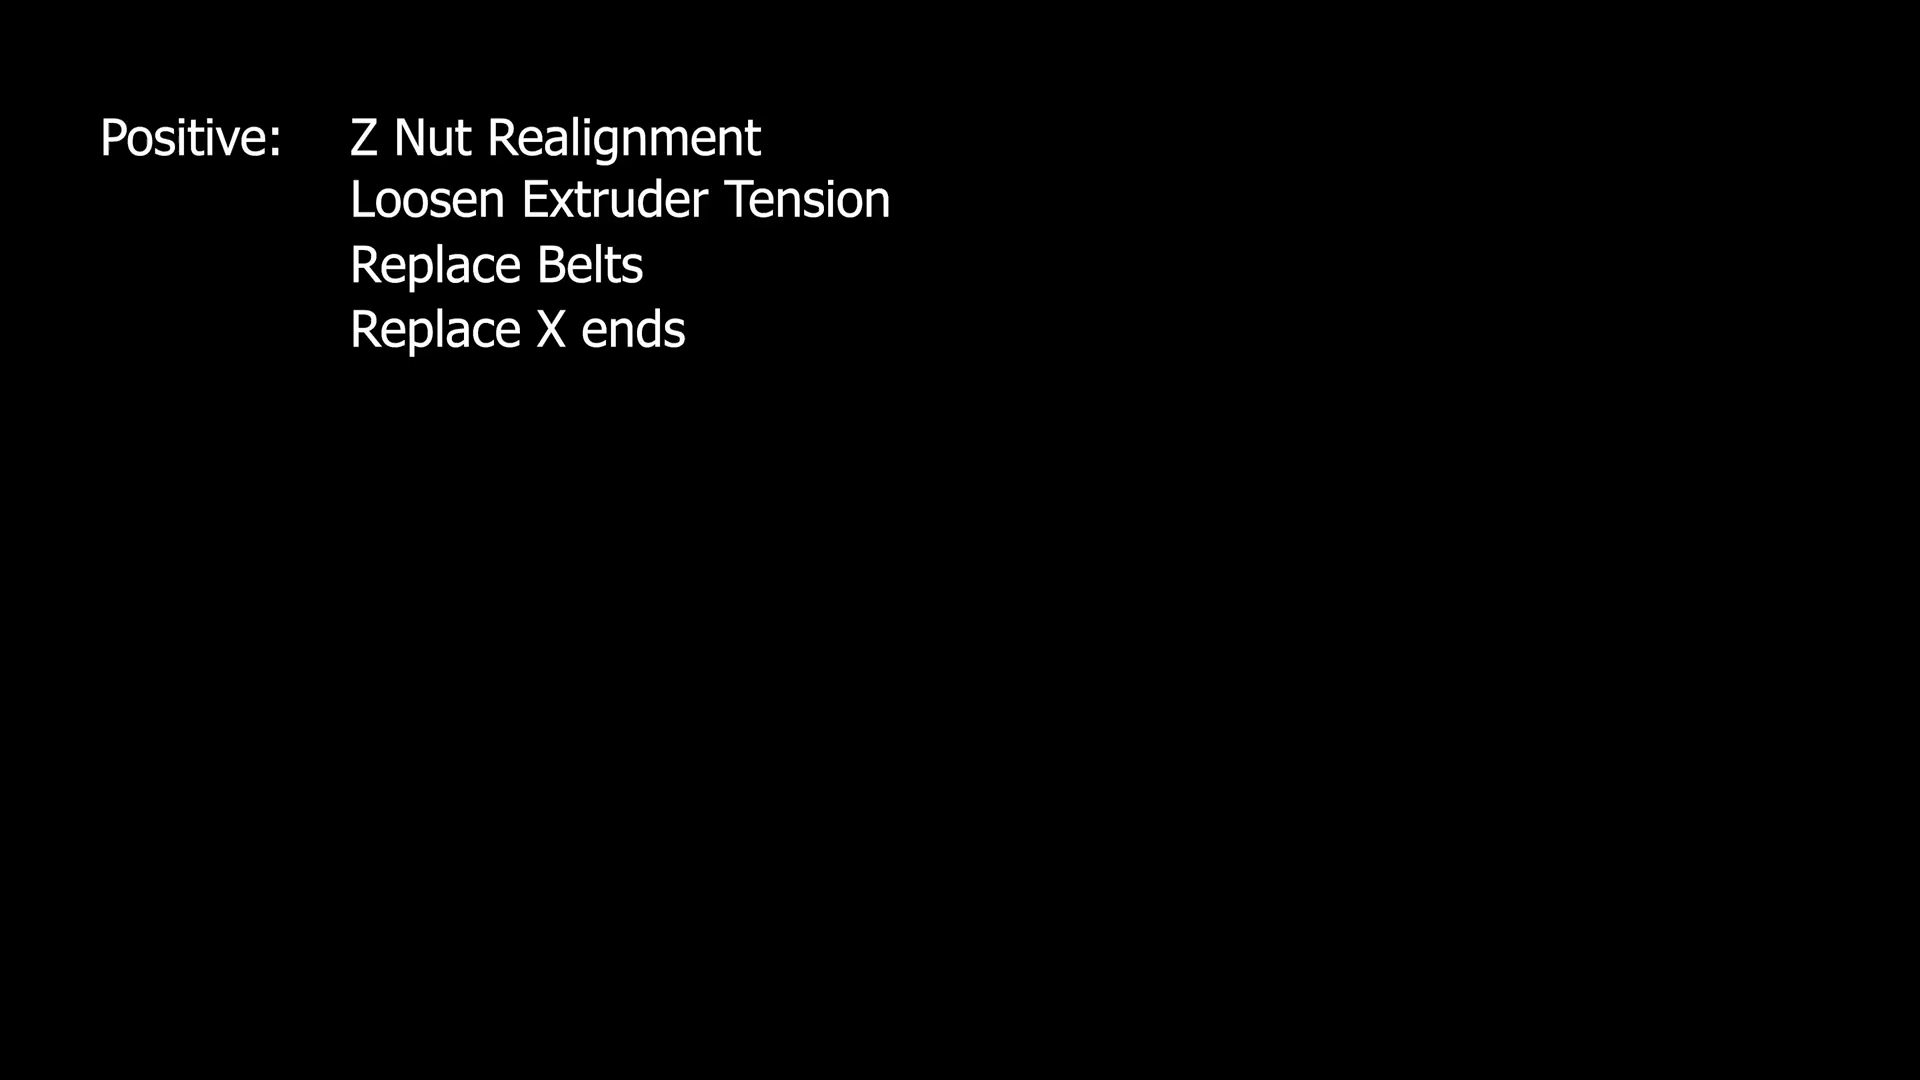 Positive: Z Nut Realignment
Loosen Extruder Tension
Replace Belts
Replace X ends